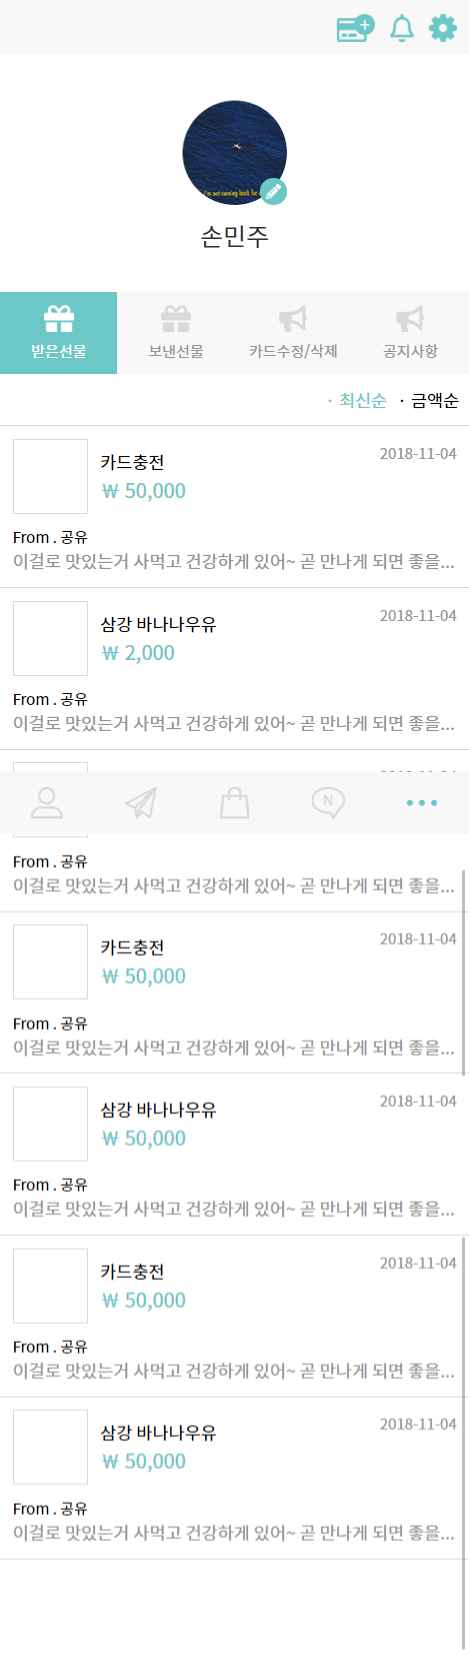 i'm not coming back for
손민주
받은선물 보낸선물 카드수정/삭제 공지사항
· 최신순 · 금액순
카드충전 2018-11-04
₩ 50,000
From . 공유
이걸로 맛있는거 사먹고 건강하게 있어~ 곧 만나게 되면 좋을...
삼강 바나나우유 2018-11-04
₩ 2,000
From . 공유
이걸로 맛있는거 사먹고 건강하게 있어~ 곧 만나게 되면 좋을...
N
From . 공유
이걸로 맛있는거 사먹고 건강하게 있어~ 곧 만나게 되면 좋을...
카드충전 2018-11-04
₩ 50,000
From . 공유
이걸로 맛있는거 사먹고 건강하게 있어~ 곧 만나게 되면 좋을...
삼강 바나나우유 2018-11-04
₩ 50,000
From . 공유
이걸로 맛있는거 사먹고 건강하게 있어~ 곧 만나게 되면 좋을...
카드충전 2018-11-04
₩ 50,000
From . 공유
이걸로 맛있는거 사먹고 건강하게 있어~ 곧 만나게 되면 좋을...
삼강 바나나우유 2018-11-04
₩ 50,000
From . 공유
이걸로 맛있는거 사먹고 건강하게 있어~ 곧 만나게 되면 좋을...